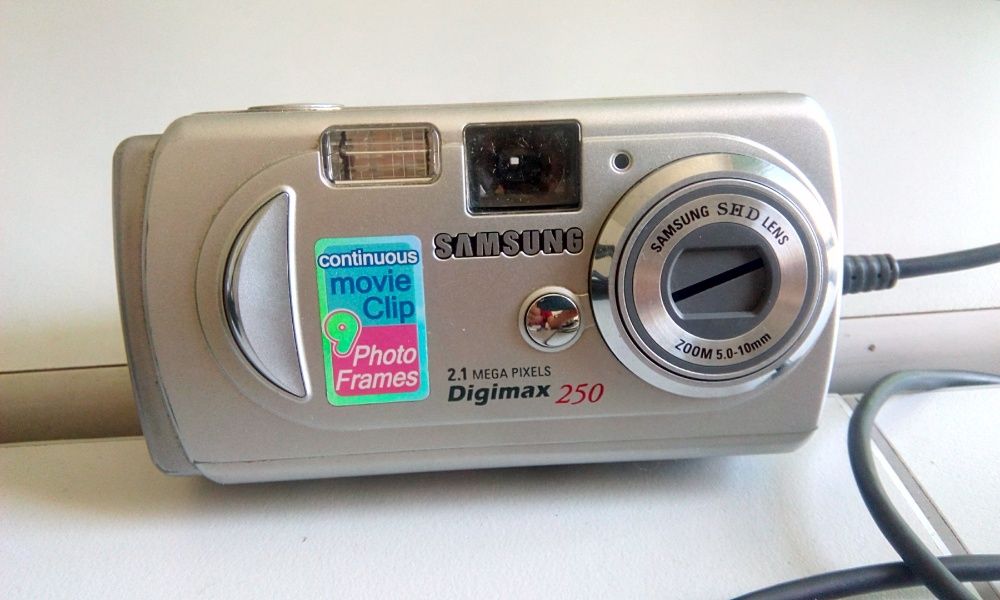 SAMSUNG SHD LENS
SAMSUNG
continuous
movie
Clip
9
Photo
Frames
ZOOM 5.0-10mm
2.1 MEGA PIXELS
Digimax 250